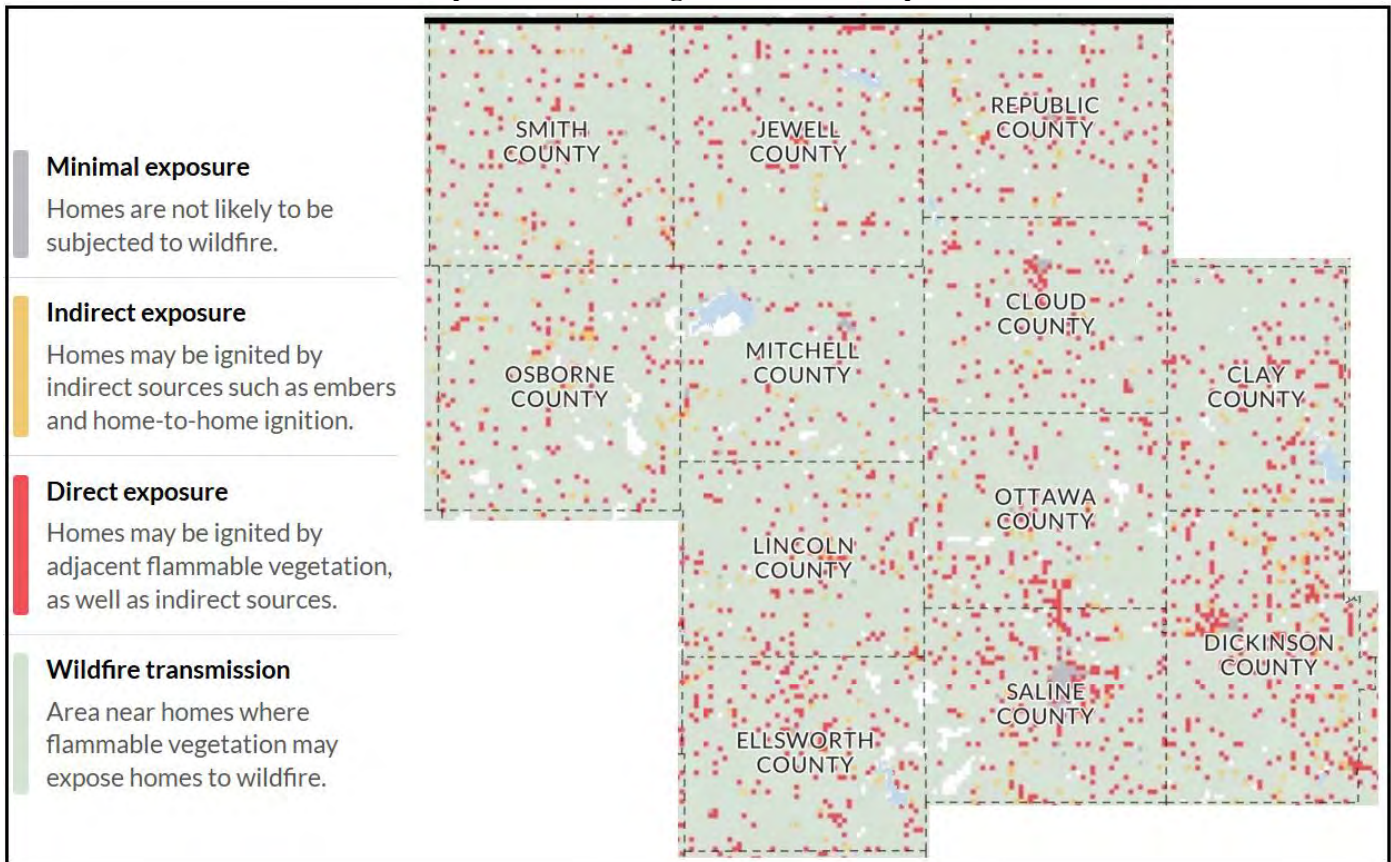 Minimal exposure
Homes are not likely to be
subjected to wildfire.
Indirect exposure
Homes may be ignited by
indirect sources such as embers
and home-to-home ignition.
Direct exposure
Homes may be ignited by
adjacent flammable vegetation,
as well as indirect sources.
Wildfire transmission
Area near homes where
flammable vegetation may
expose homes to wildfire.
SMITH
COUNTY
JEWELL
COUNTY
REPUBLIC
COUNTY
OSBORNE
COUNTY
MITCHELL
COUNTY
CLOUD
COUNTY
CLAY
COUNTY
LINCOLN
COUNTY
OTTAWA
COUNTY
DICKINSON
COUNTY
ELLSWORTH
COUNTY
SALINE
COUNTY